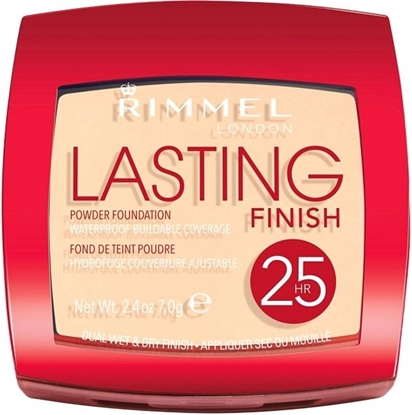 RIMMEL
LONDON
LASTING
FINISH
POWDER FOUNDATION
WATERPROOF BUILDABLE COVERAGE
FOND DE TEINT POUDRE
HYDROFUGE COUVERTURE AJUSTABLE
25
HR
Net Wt. 2.4 oz 7.0g e
DUAL WET & DRY FINISH • APPLIQUER SEC OU MOUILLÉ